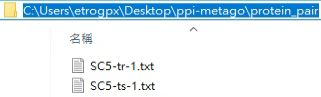 C:\Users\etrogpx\Desktop\ppi-metago\protein_pair
名稱
SC5-tr-1.txt
SC5-ts-1.txt